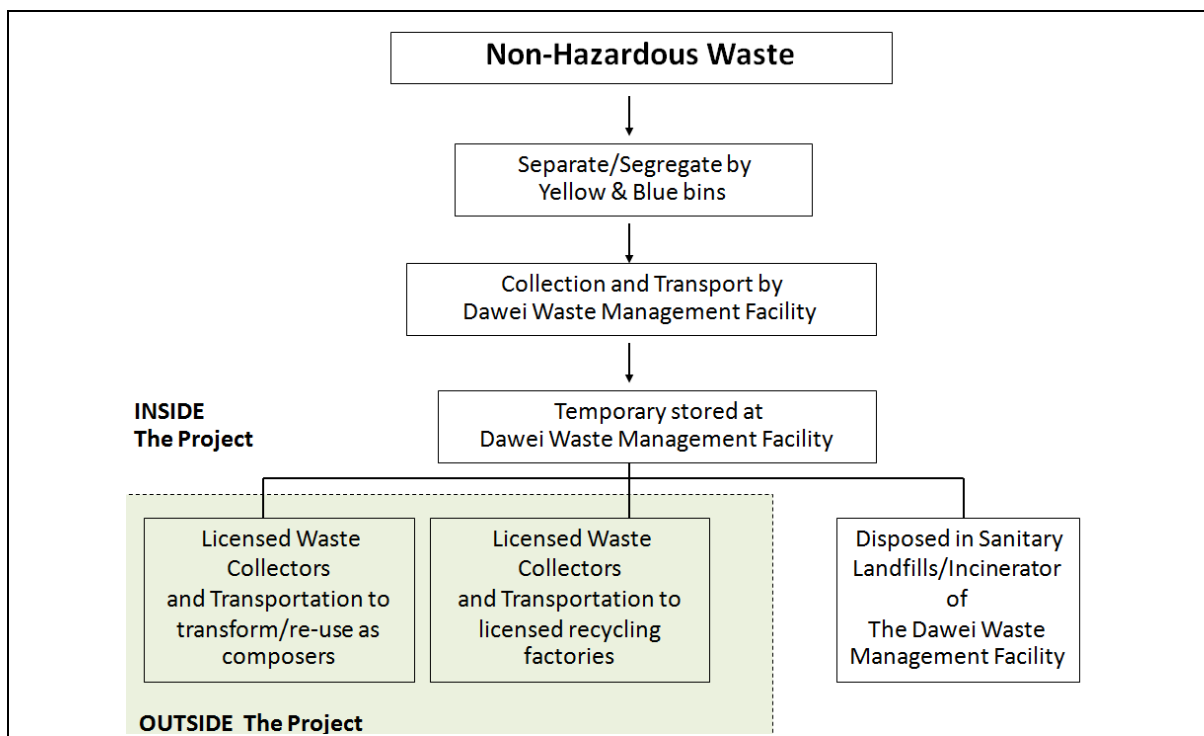 Non-Hazardous Waste
Separate/Segregate by
Yellow & Blue bins
Collection and Transport by
Dawei Waste Management Facility
INSIDE
The Project
Temporary stored at
Dawei Waste Management Facility
Licensed Waste
Collectors
and Transportation to
transform/re-use as
composers
Licensed Waste
Collectors
and Transportation to
licensed recycling
factories
Disposed in Sanitary
Landfills/Incinerator
of
The Dawei Waste
Management Facility
OUTSIDE The Project